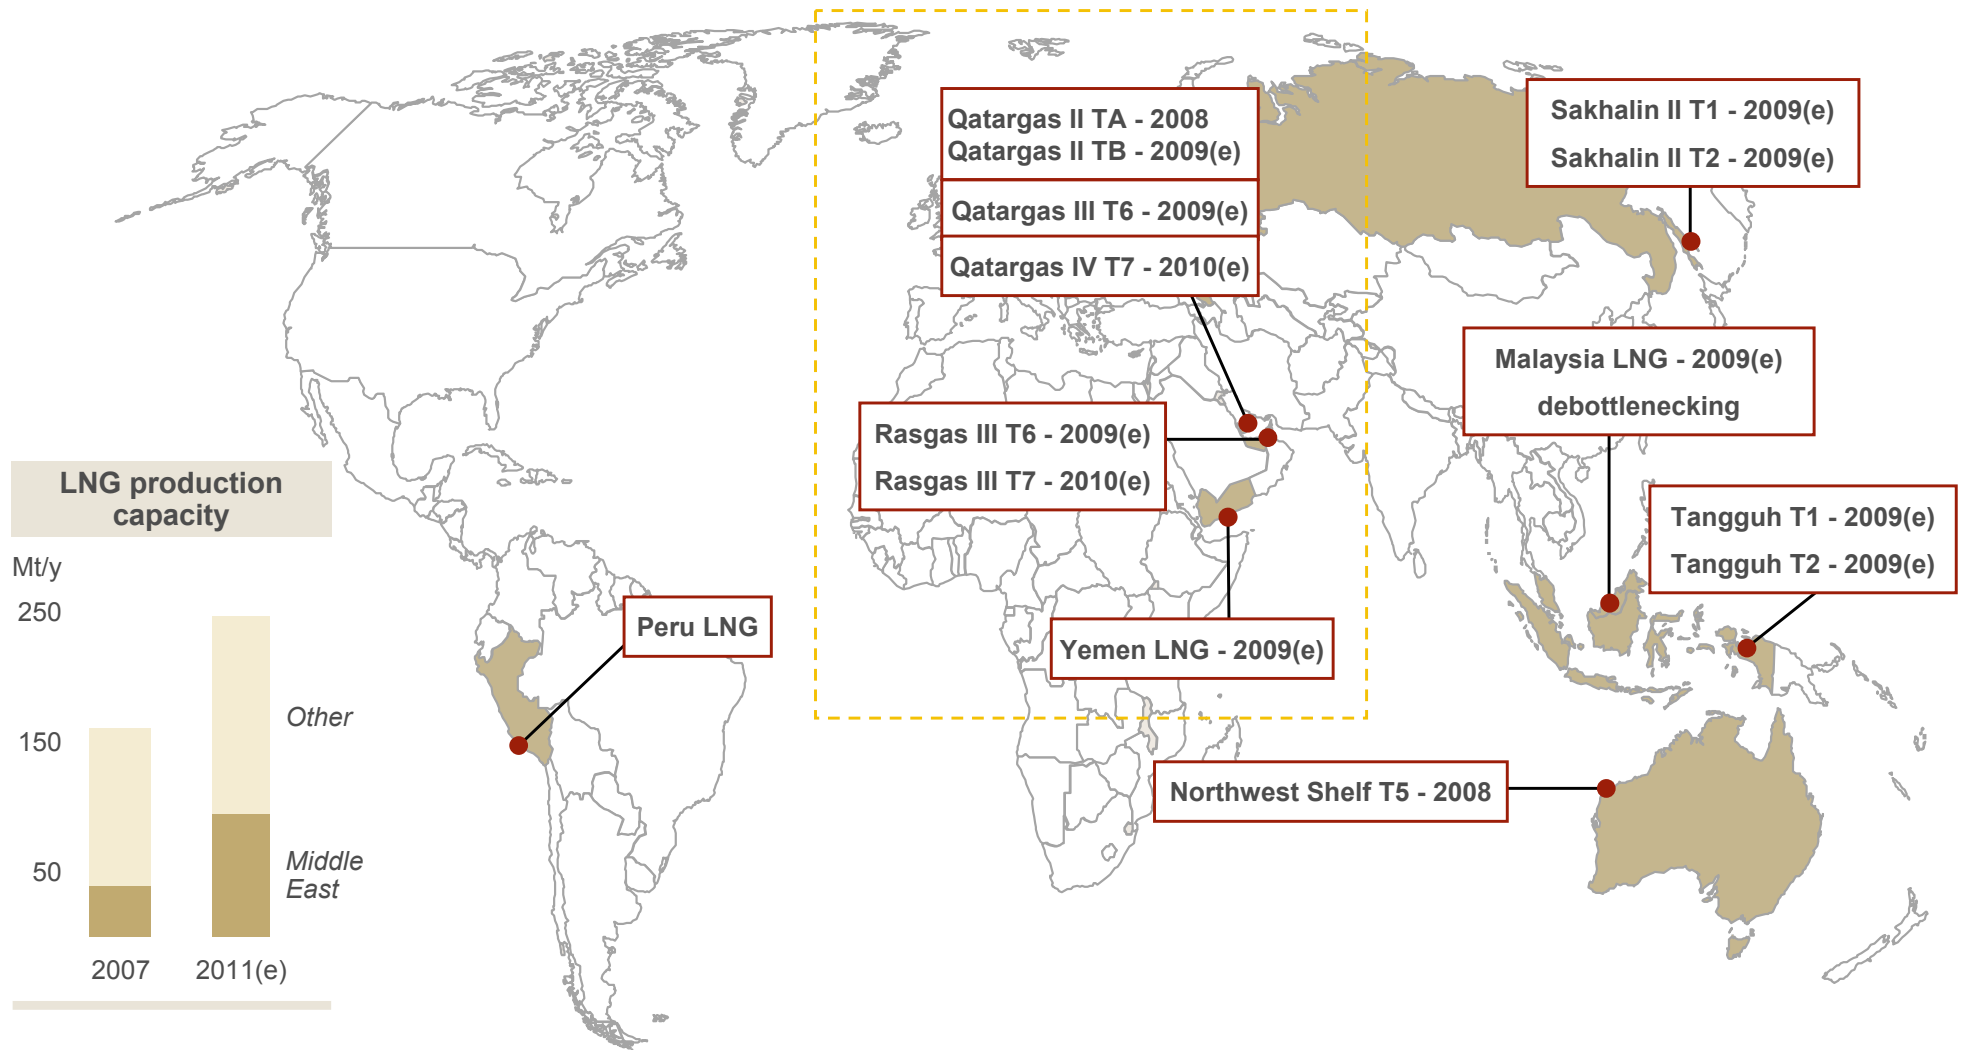 Qatargas II TA - 2008
Qatargas II TB - 2009(e)
Qatargas III T6 - 2009(e)
Qatargas IV T7 - 2010(e)
Sakhalin II T1 - 2009(e)
Sakhalin II T2 - 2009(e)
Malaysia LNG - 2009(e)
debottlenecking
Rasgas III T6 - 2009(e)
Rasgas III T7 - 2010(e)
Tangguh T1 - 2009(e)
Tangguh T2 - 2009(e)
Peru LNG
Yemen LNG - 2009(e)
Northwest Shelf T5 - 2008
LNG production
capacity
Mt/y
250
150
50
Other
Middle
East
2007
2011(e)